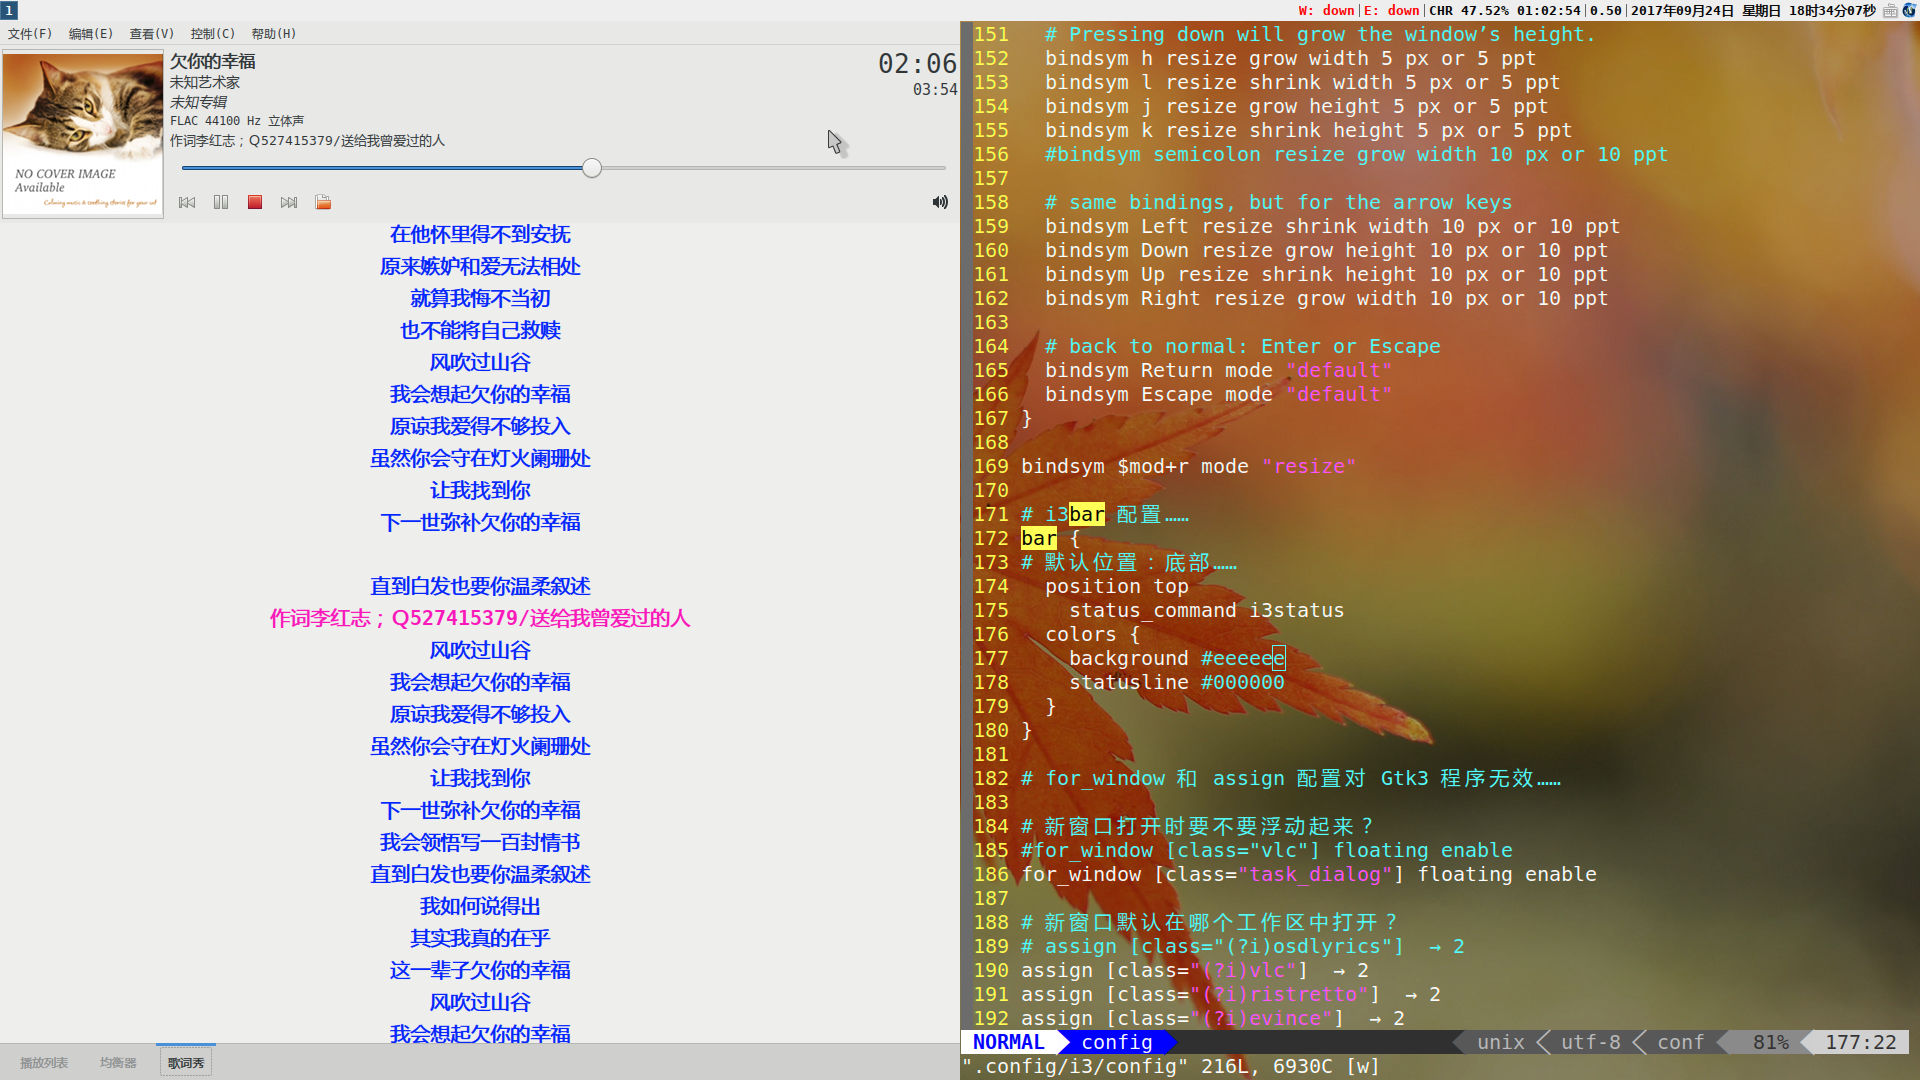 1
W: down|E: down|CHR 47.52% 01:02:54|0.50|2017年09月24日 星期日 18时34分07秒
文件(F) 编辑(E) 查看(V) 控制(C) 帮助(H)
欠你的幸福
未知艺术家
未知专辑
FLAC 44100 Hz 立体声
作词李红志；Q527415379/送给我曾爱过的人
02:06
03:54
NO COVER IMAGE
Available
Calming music & soothing stories for your cat
在他怀里得不到安抚
原来嫉妒和爱无法相处
就算我悔不当初
也不能将自己救赎
风吹过山谷
我会想起欠你的幸福
原谅我爱得不够投入
虽然你会守在灯火阑珊处
让我找到你
下一世弥补欠你的幸福
直到白发也要你温柔叙述
作词李红志；Q527415379/送给我曾爱过的人
风吹过山谷
我会想起欠你的幸福
原谅我爱得不够投入
虽然你会守在灯火阑珊处
让我找到你
下一世弥补欠你的幸福
我会领悟写一百封情书
直到白发也要你温柔叙述
我如何说得出
其实我真的在乎
这一辈子欠你的幸福
风吹过山谷
我会想起欠你的幸福
播放列表 均衡器 歌词秀
151   # Pressing down will grow the window’s height.
152   bindsym h resize grow width 5 px or 5 ppt
153   bindsym l resize shrink width 5 px or 5 ppt
154   bindsym j resize grow height 5 px or 5 ppt
155   bindsym k resize shrink height 5 px or 5 ppt
156   #bindsym semicolon resize grow width 10 px or 10 ppt
157
158   # same bindings, but for the arrow keys
159   bindsym Left resize shrink width 10 px or 10 ppt
160   bindsym Down resize grow height 10 px or 10 ppt
161   bindsym Up resize shrink height 10 px or 10 ppt
162   bindsym Right resize grow width 10 px or 10 ppt
163
164   # back to normal: Enter or Escape
165   bindsym Return mode "default"
166   bindsym Escape mode "default"
167 }
168
169 bindsym $mod+r mode "resize"
170
171 # i3bar 配置……
172 bar {
173 # 默认位置：底部……
174   position top
175     status_command i3status
176   colors {
177     background #eeeeee
178     statusline #000000
179   }
180 }
181
182 # for_window 和 assign 配置对 Gtk3 程序无效……
183
184 # 新窗口打开时要不要浮动起来？
185 #for_window [class="vlc"] floating enable
186 for_window [class="task_dialog"] floating enable
187
188 # 新窗口默认在哪个工作区中打开？
189 # assign [class="(?i)osdlyrics"]  → 2
190 assign [class="(?i)vlc"]  → 2
191 assign [class="(?i)ristretto"]  → 2
192 assign [class="(?i)evince"]  → 2
NORMAL config unix utf-8 conf 81% 177:22
".config/i3/config" 216L, 6930C [w]